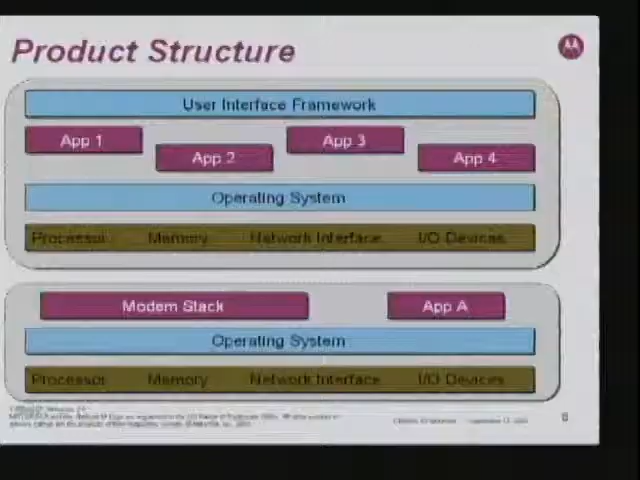 Product Structure
User Interface Framework
App 1
App 2
App 3
App 4
Operating System
Processor Memory Network Interface I/O Devices
Modem Stack App A
Operating System
Processor Memory Network Interface I/O Devices